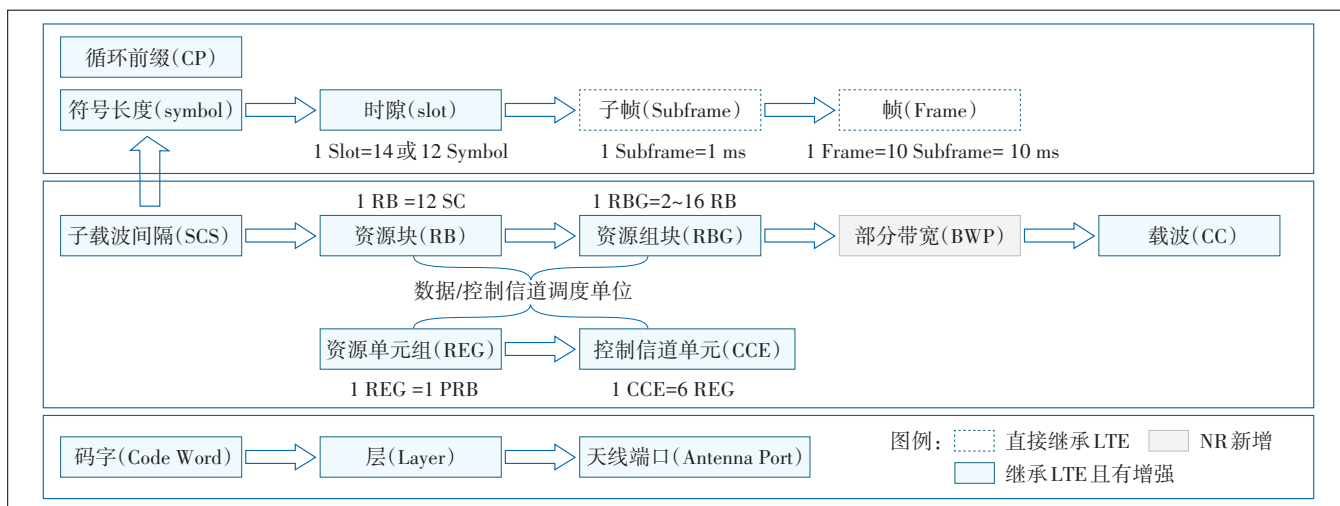 循环前缀(CP)
符号长度(symbol)
时隙(slot)
子帧(Subframe)
帧(Frame)
1 Slot=14或12 Symbol
1 Subframe=1 ms
1 Frame=10 Subframe= 10 ms
1 RB =12 SC
1 RBG=2~16 RB
子载波间隔(SCS)
资源块(RB)
资源组块(RBG)
部分带宽(BWP)
载波(CC)
数据/控制信道调度单位
资源单元组(REG)
控制信道单元(CCE)
1 REG =1 PRB
1 CCE=6 REG
码字(Code Word)
层(Layer)
天线端口(Antenna Port)
图例:
直接继承LTE
NR新增
继承LTE且有增强